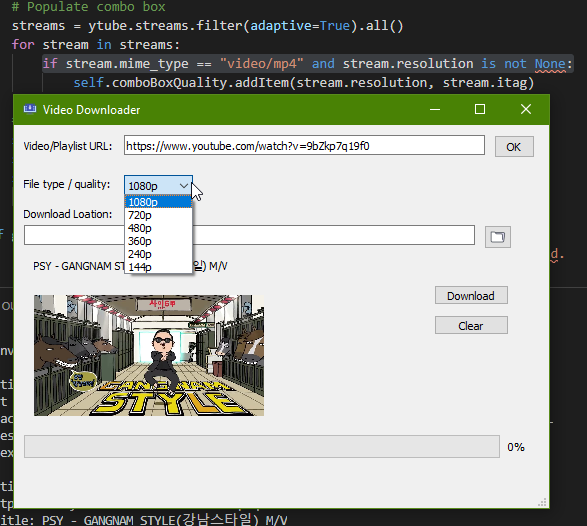 # Populate combo box
streams = ytube.streams.filter(adaptive=True).all()
for stream in streams:
if stream.mime_type == "video/mp4" and stream.resolution is not None:
self.comboBoxQuality.addItem(stream.resolution, stream.itag)
Video Downloader
Video/Playlist URL:
https://www.youtube.com/watch?v=9bZkp7q19f0
OK
File type / quality:
1080p
1080p
720p
480p
360p
240p
144p
Download Loation:
d.
PSY - GANGNAM ST 일) M/V
Download
Clear
GANGNAM
STYLE
0%
itle: PSY - GANGNAM STYLE(강남스타일) M/V